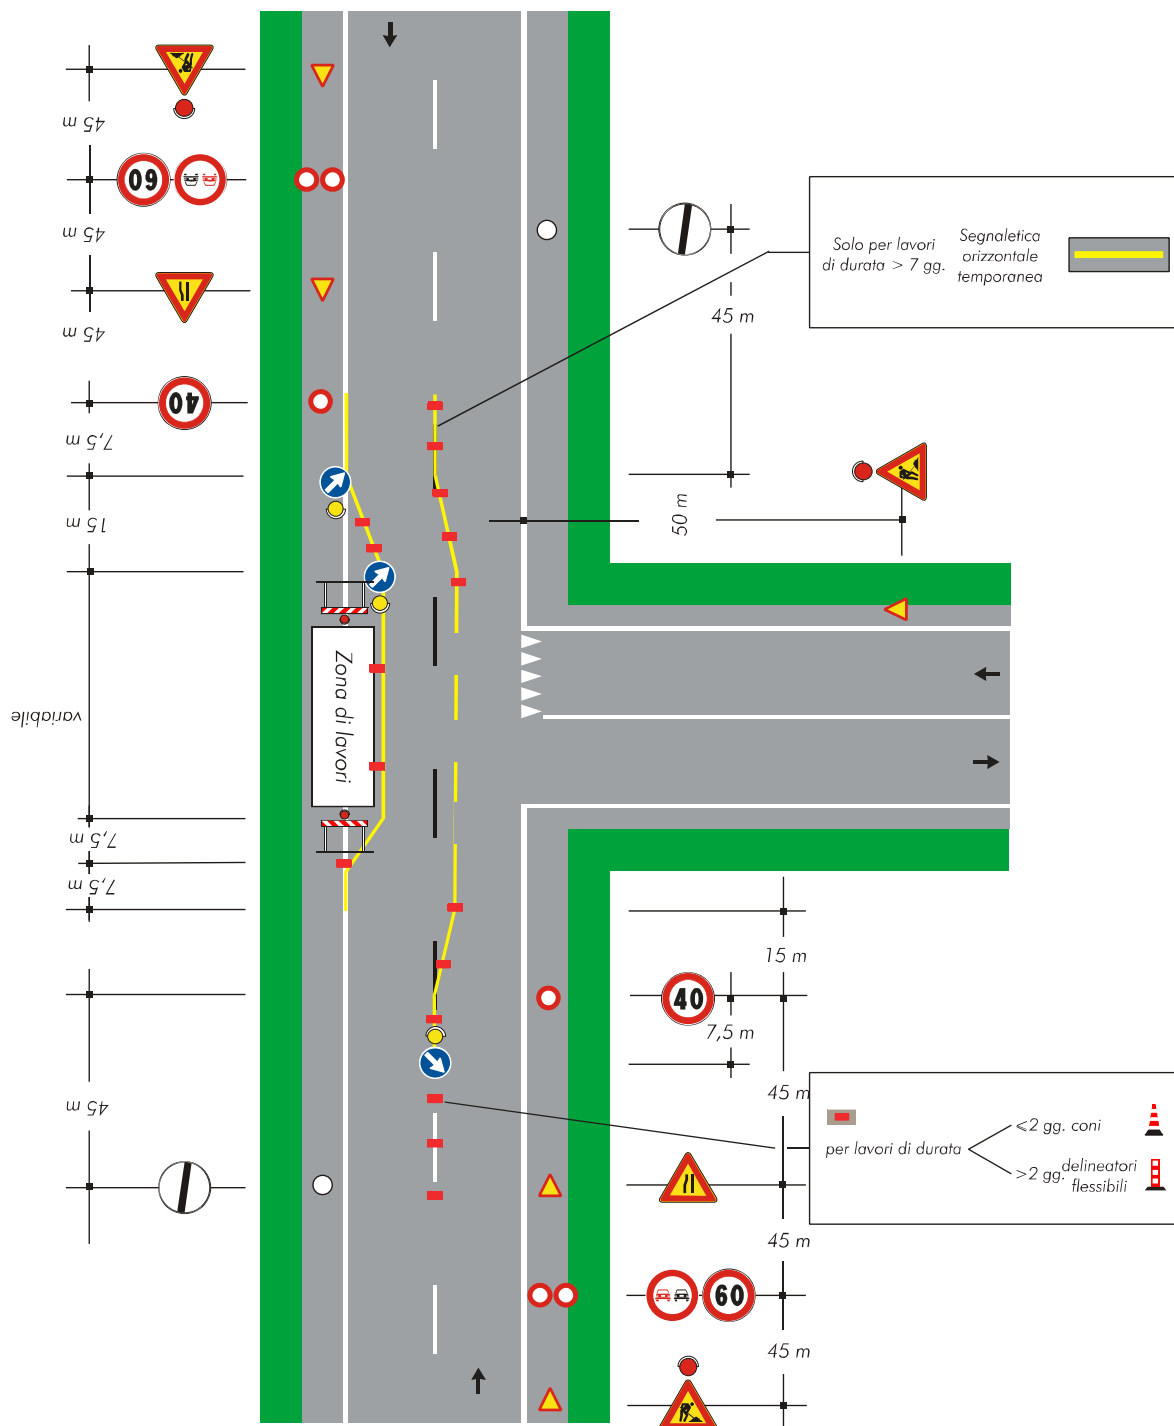 45 m
60
45 m
45 m
40
7,5 m
15 m
variabile
7,5 m
7,5 m
45 m
Zona di lavori
Solo per lavori
di durata > 7 gg.
Segnaletica
orizzontale
temporanea
45 m
50 m
15 m
40
7,5 m
45 m
per lavori di durata
⩽2 gg. coni
>2 gg. delineatori
flessibili
45 m
60
45 m